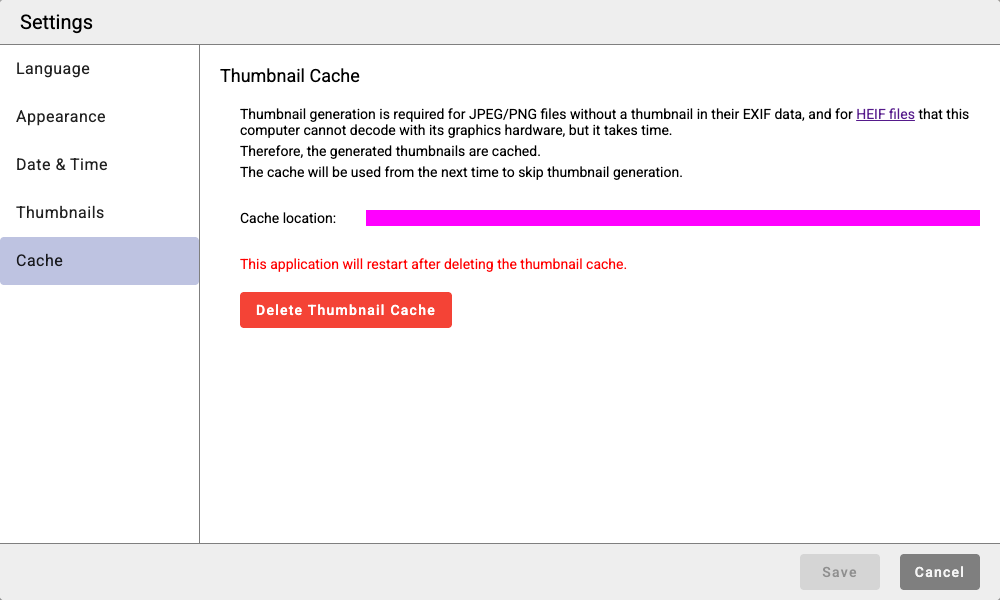 Settings
Language
Appearance
Date & Time
Thumbnails
Cache
Thumbnail Cache
Thumbnail generation is required for JPEG/PNG files without a thumbnail in their EXIF data, and for HEIF files that this
computer cannot decode with its graphics hardware, but it takes time.
Therefore, the generated thumbnails are cached.
The cache will be used from the next time to skip thumbnail generation.
Cache location:
This application will restart after deleting the thumbnail cache.
Delete Thumbnail Cache
Save
Cancel